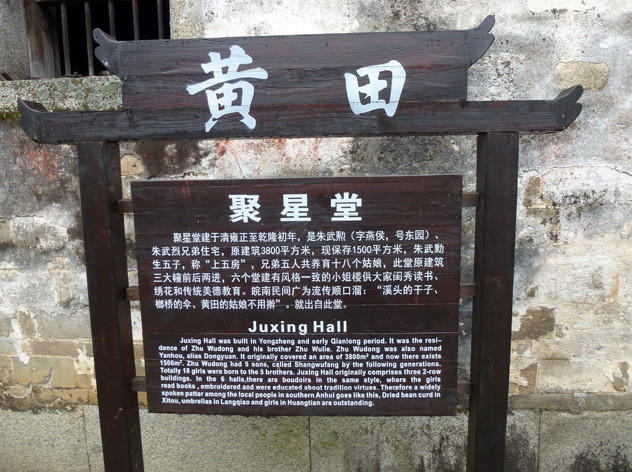 黄田
聚星堂
聚星堂建于清雍正至乾隆初年，是朱武勲（字燕侯，号东园）、
朱武烈兄弟住宅，原建筑3800平方米，现保存1500平方米，朱武勲
生五子，称“上五房”，兄弟五人共养育十八个姑娘，此堂原建筑
三大幢前后两进，六个堂建有风格一致的小姐楼供大家闺秀读书、
绣花和传统美德教育。皖南民间广为流传顺口溜：“溪头的干子、
榔桥的伞、黄田的姑娘不用擀”。就出自此堂。
Juxing Hall
Juxing Hall was built in Yongzheng and early Qianlong period. It was the resi-
dence of Zhu Wudong and his brother Zhu Wulie. Zhu Wudong was also named
Yanhou, alias Dongyuan. It originally covered an area of 3800m² and now there exists
1500m². Zhu Wudong had 5 sons, called Shangwufang by the following generations.
Totally 18 girls were born to the 5 brothers. Juxing Hall originally comprises three 2-row
buildings. In the 6 halls,there are boudoirs in the same style, where the girls
read books , embroidered and were educated about tradition virtues. Therefore a widely
spoken patter among the local people in southern Anhui goes like this, Dried bean curd in
Xitou, umbrellas in Langqiao and girls in Huangtian are outstanding.